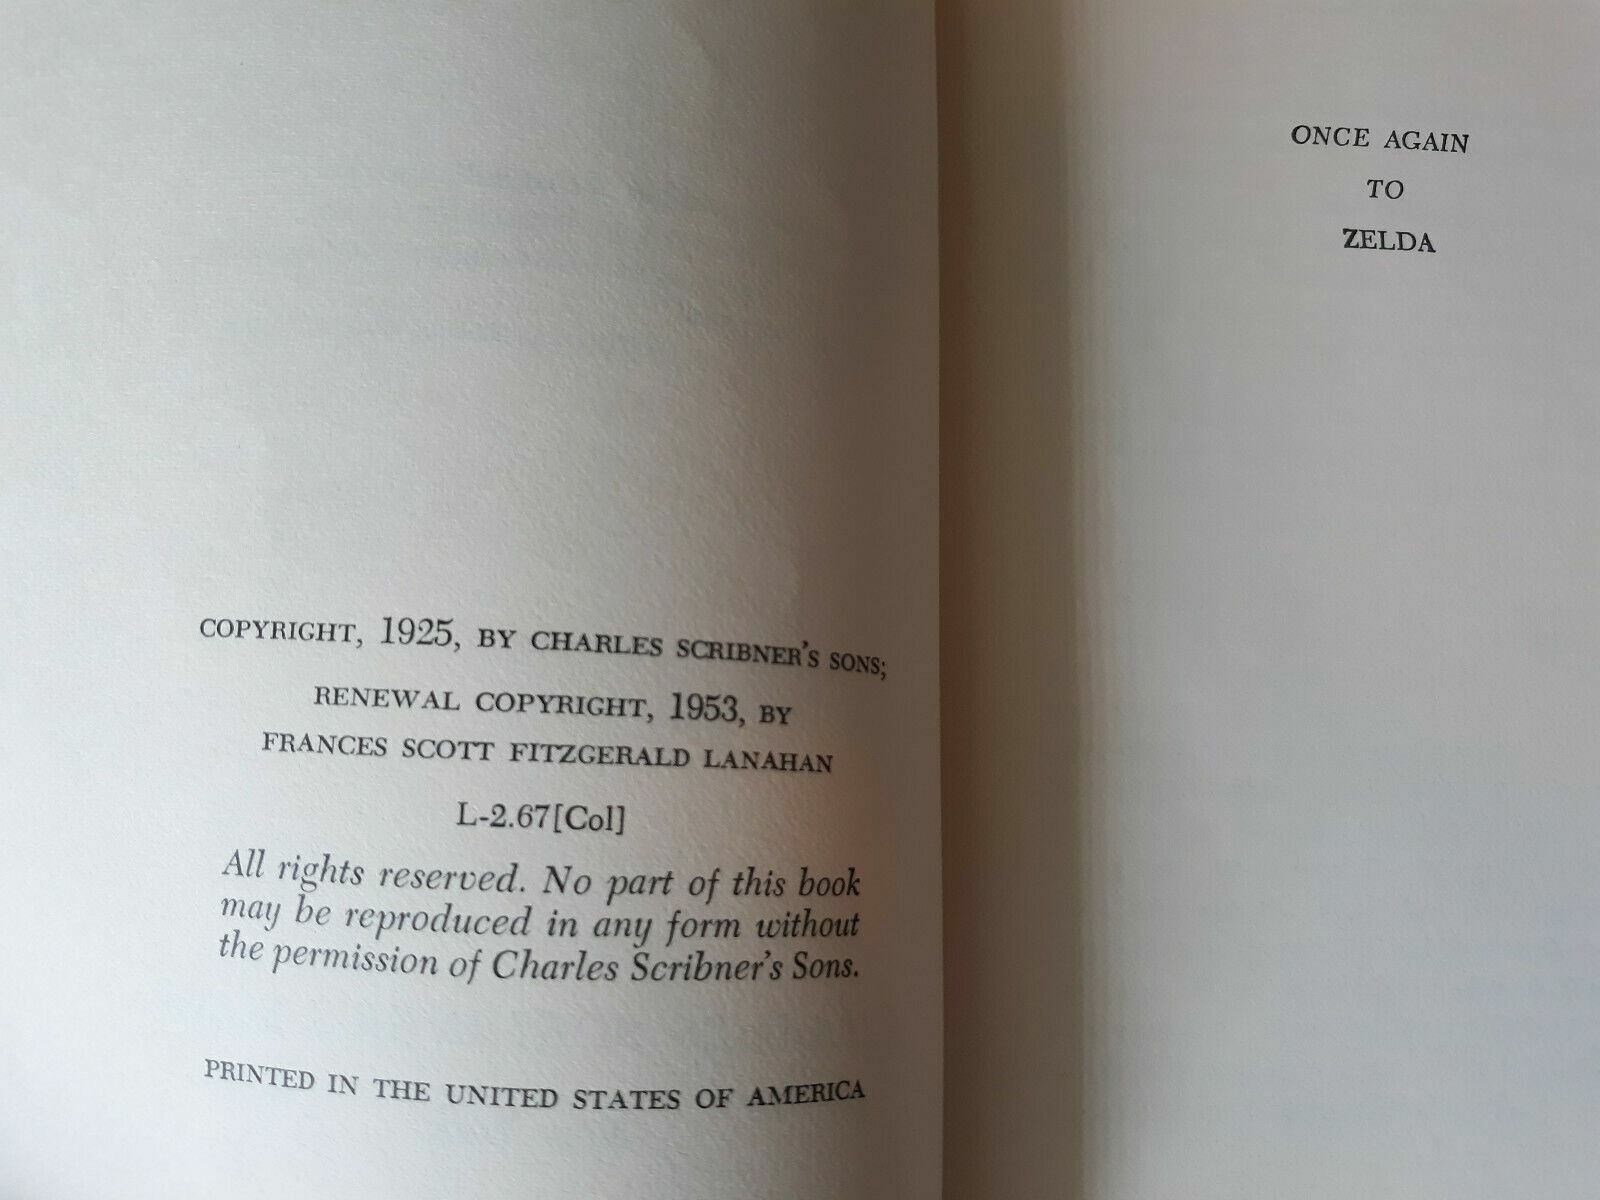 COPYRIGHT, 1925, BY CHARLES SCRIBNER'S SONS;
RENEWAL COPYRIGHT, 1953, BY
FRANCES SCOTT FITZGERALD LANAHAN
L-2.67[Col]
All rights reserved. No part of this book
may be reproduced in any form without
the permission of Charles Scribner's Sons.
PRINTED IN THE UNITED STATES OF AMERICA
ONCE AGAIN
TO
ZELDA